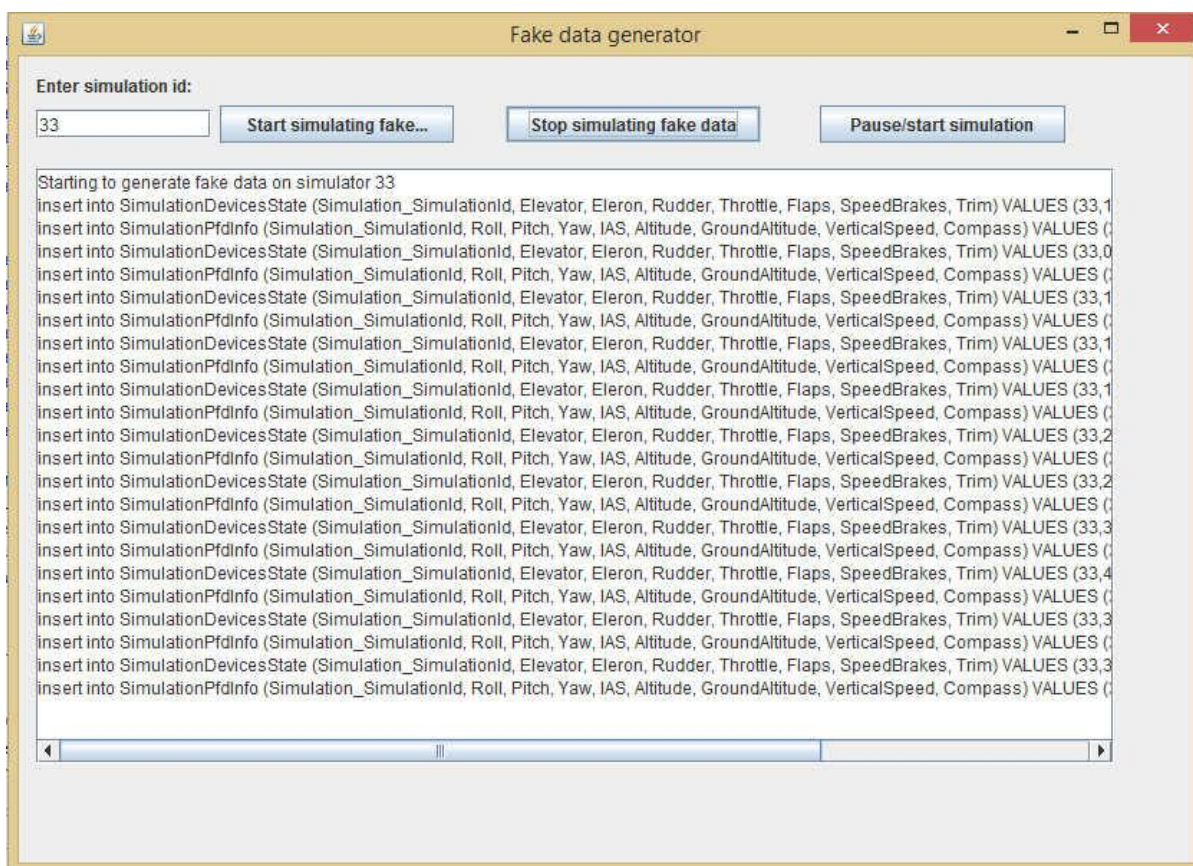 Fake data generator
Enter simulation id:
33 Start simulating fake... Stop simulating fake data Pause/start simulation
Starting to generate fake data on simulator 33
insert into SimulationDevicesState (Simulation_SimulationId, Elevator, Eleron, Rudder, Throttle, Flaps, SpeedBrakes, Trim) VALUES (33,1
insert into SimulationPfdInfo (Simulation_SimulationId, Roll, Pitch, Yaw, IAS, Altitude, GroundAltitude, VerticalSpeed, Compass) VALUES (
insert into SimulationDevicesState (Simulation_SimulationId, Elevator, Eleron, Rudder, Throttle, Flaps, SpeedBrakes, Trim) VALUES (33,0
insert into SimulationPfdInfo (Simulation_SimulationId, Roll, Pitch, Yaw, IAS, Altitude, GroundAltitude, VerticalSpeed, Compass) VALUES (
insert into SimulationDevicesState (Simulation_SimulationId, Elevator, Eleron, Rudder, Throttle, Flaps, SpeedBrakes, Trim) VALUES (33,1
insert into SimulationPfdInfo (Simulation_SimulationId, Roll, Pitch, Yaw, IAS, Altitude, GroundAltitude, VerticalSpeed, Compass) VALUES (
insert into SimulationDevicesState (Simulation_SimulationId, Elevator, Eleron, Rudder, Throttle, Flaps, SpeedBrakes, Trim) VALUES (33,1
insert into SimulationPfdInfo (Simulation_SimulationId, Roll, Pitch, Yaw, IAS, Altitude, GroundAltitude, VerticalSpeed, Compass) VALUES (
insert into SimulationDevicesState (Simulation_SimulationId, Elevator, Eleron, Rudder, Throttle, Flaps, SpeedBrakes, Trim) VALUES (33,1
insert into SimulationPfdInfo (Simulation_SimulationId, Roll, Pitch, Yaw, IAS, Altitude, GroundAltitude, VerticalSpeed, Compass) VALUES (
insert into SimulationDevicesState (Simulation_SimulationId, Elevator, Eleron, Rudder, Throttle, Flaps, SpeedBrakes, Trim) VALUES (33,2
insert into SimulationPfdInfo (Simulation_SimulationId, Roll, Pitch, Yaw, IAS, Altitude, GroundAltitude, VerticalSpeed, Compass) VALUES (
insert into SimulationDevicesState (Simulation_SimulationId, Elevator, Eleron, Rudder, Throttle, Flaps, SpeedBrakes, Trim) VALUES (33,2
insert into SimulationPfdInfo (Simulation_SimulationId, Roll, Pitch, Yaw, IAS, Altitude, GroundAltitude, VerticalSpeed, Compass) VALUES (
insert into SimulationDevicesState (Simulation_SimulationId, Elevator, Eleron, Rudder, Throttle, Flaps, SpeedBrakes, Trim) VALUES (33,3
insert into SimulationPfdInfo (Simulation_SimulationId, Roll, Pitch, Yaw, IAS, Altitude, GroundAltitude, VerticalSpeed, Compass) VALUES (
insert into SimulationDevicesState (Simulation_SimulationId, Elevator, Eleron, Rudder, Throttle, Flaps, SpeedBrakes, Trim) VALUES (33,4
insert into SimulationPfdInfo (Simulation_SimulationId, Roll, Pitch, Yaw, IAS, Altitude, GroundAltitude, VerticalSpeed, Compass) VALUES (
insert into SimulationDevicesState (Simulation_SimulationId, Elevator, Eleron, Rudder, Throttle, Flaps, SpeedBrakes, Trim) VALUES (33,3
insert into SimulationPfdInfo (Simulation_SimulationId, Roll, Pitch, Yaw, IAS, Altitude, GroundAltitude, VerticalSpeed, Compass) VALUES (
insert into SimulationDevicesState (Simulation_SimulationId, Elevator, Eleron, Rudder, Throttle, Flaps, SpeedBrakes, Trim) VALUES (33,3
insert into SimulationPfdInfo (Simulation_SimulationId, Roll, Pitch, Yaw, IAS, Altitude, GroundAltitude, VerticalSpeed, Compass) VALUES (